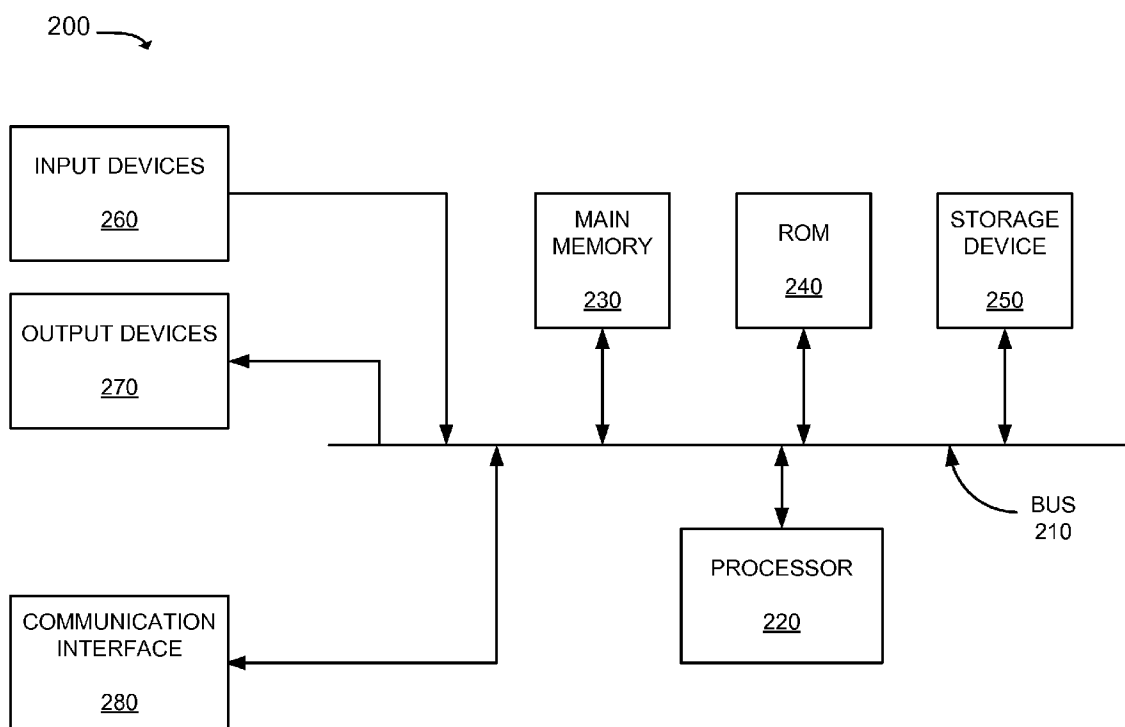 200
INPUT DEVICES
260
OUTPUT DEVICES
270
COMMUNICATION
INTERFACE
280
MAIN
MEMORY
230
ROM
240
STORAGE
DEVICE
250
PROCESSOR
220
BUS
210